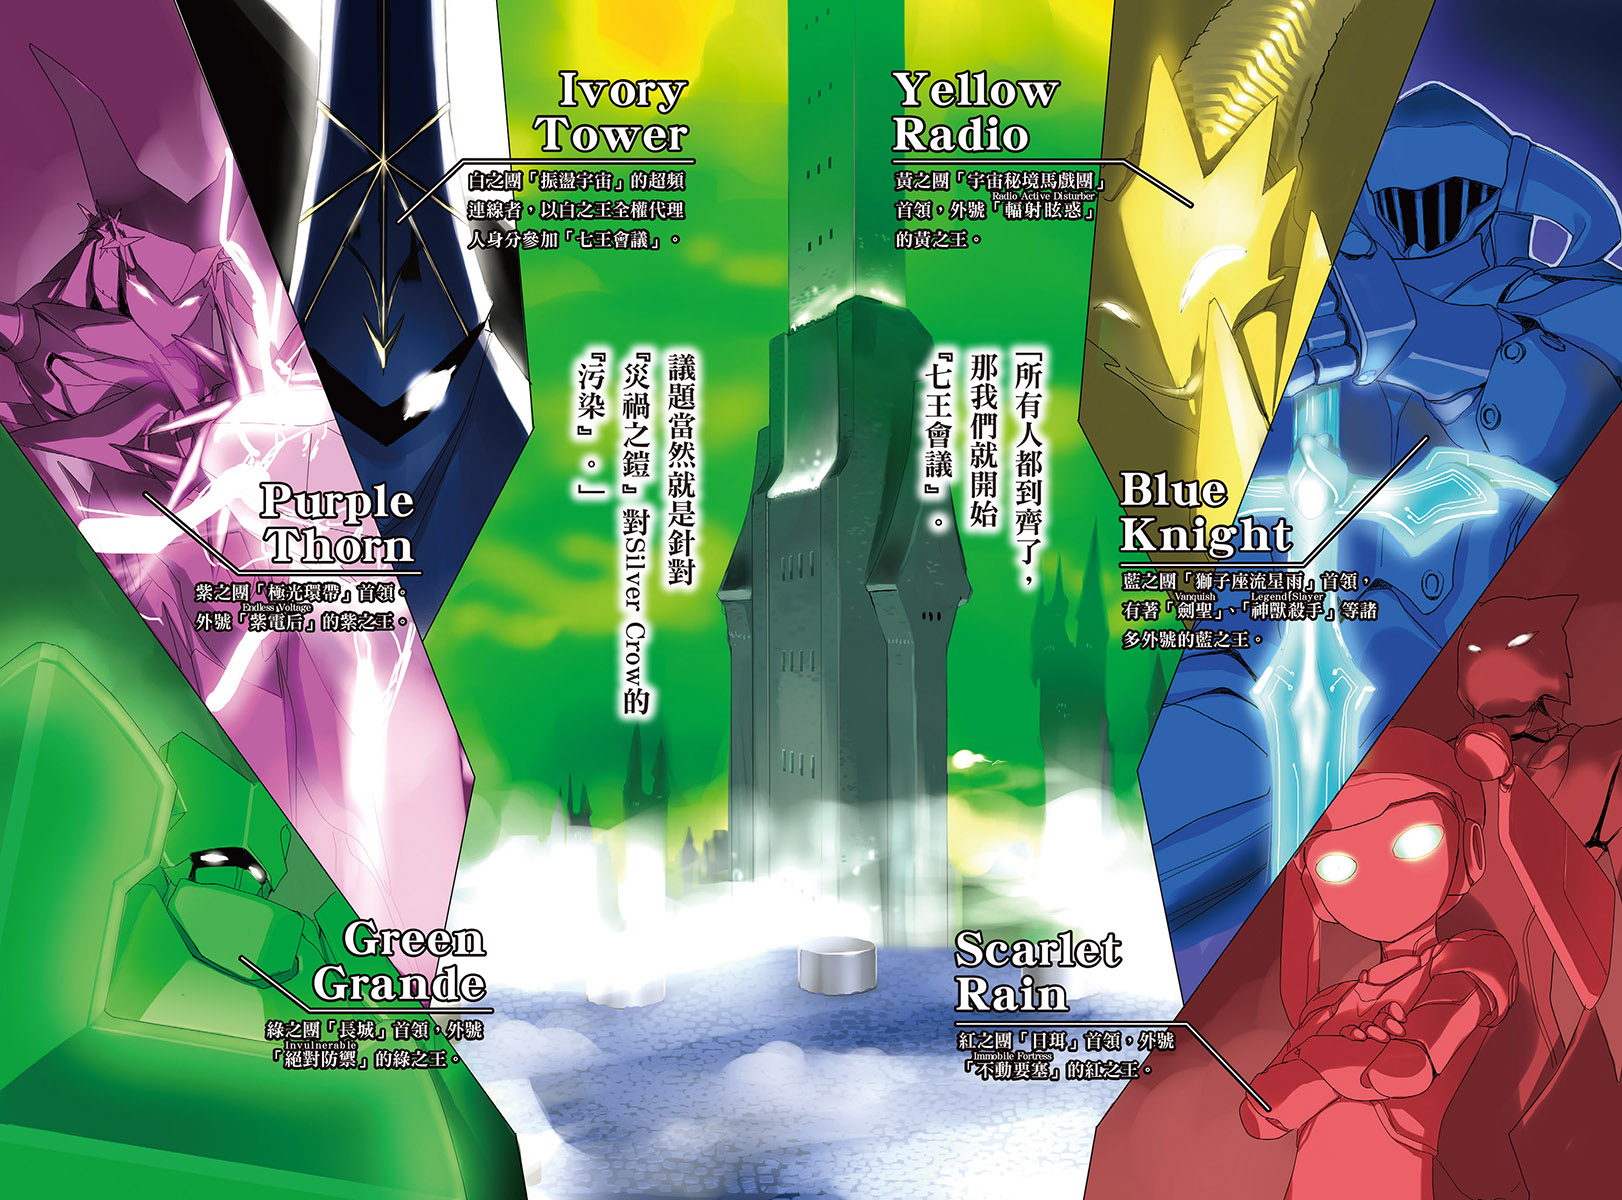 Ivory
Tower
白之團「振盪宇宙」的超頻
連線者，以白之王全權代理
人身分參加「七王會議」。
Yellow
Radio
黃之團「宇宙秘境馬戲團」
Radio Active Disturber
首領，外號「輻射眩惑」
的黃之王。
「所有人都到齊了，
那我們就開始
『七王會議』。
議題當然就是針對
『災禍之鎧』對Silver Crow的
『污染』。」
Purple
Thorn
紫之團「極光環帶」首領。
Endless Voltage
外號「紫電后」的紫之王。
Blue
Knight
藍之團「獅子座流星雨」首領，
Vanquish Legend Slayer
有著「劍聖」、「神獸殺手」等諸
多外號的藍之王。
Green
Grande
綠之團「長城」首領，外號
Invulnerable
「絕對防禦」的綠之王。
Scarlet
Rain
紅之團「日珥」首領，外號
Immobile Fortress
「不動要塞」的紅之王。